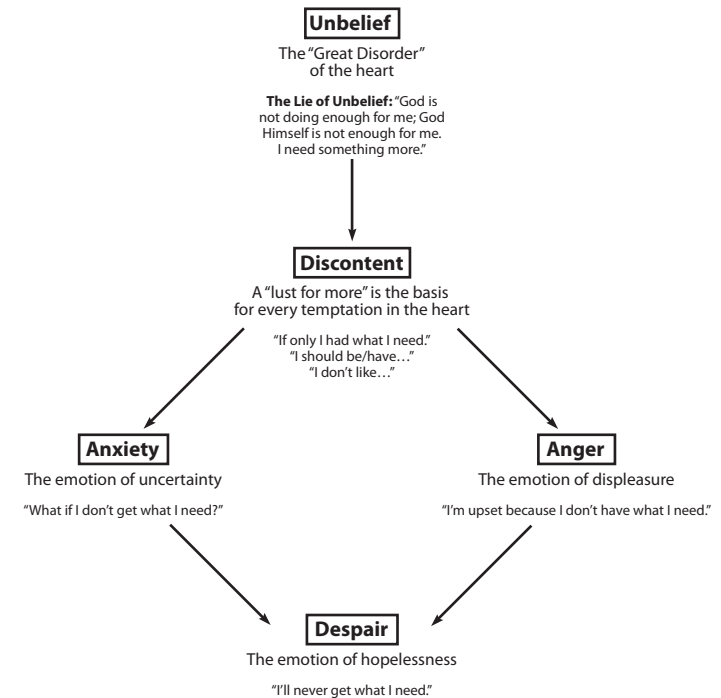 Unbelief
The “Great Disorder”
of the heart
The Lie of Unbelief: “God is
not doing enough for me; God
Himself is not enough for me.
I need something more.”
Discontent
A “lust for more” is the basis
for every temptation in the heart
“If only I had what I need.”
“I should be/have…”
“I don’t like…”
Anxiety
The emotion of uncertainty
“What if I don’t get what I need?”
Anger
The emotion of displeasure
“I’m upset because I don’t have what I need.”
Despair
The emotion of hopelessness
“I’ll never get what I need.”